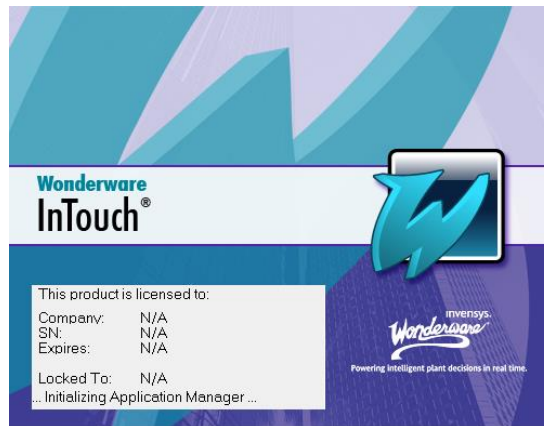 Wonderware
InTouch®
This product is licensed to:
Company: N/A
SN: N/A
Expires: N/A
Locked To: N/A
... Initializing Application Manager ...
invensys.
Wonderware
Powering intelligent plant decisions in real time.